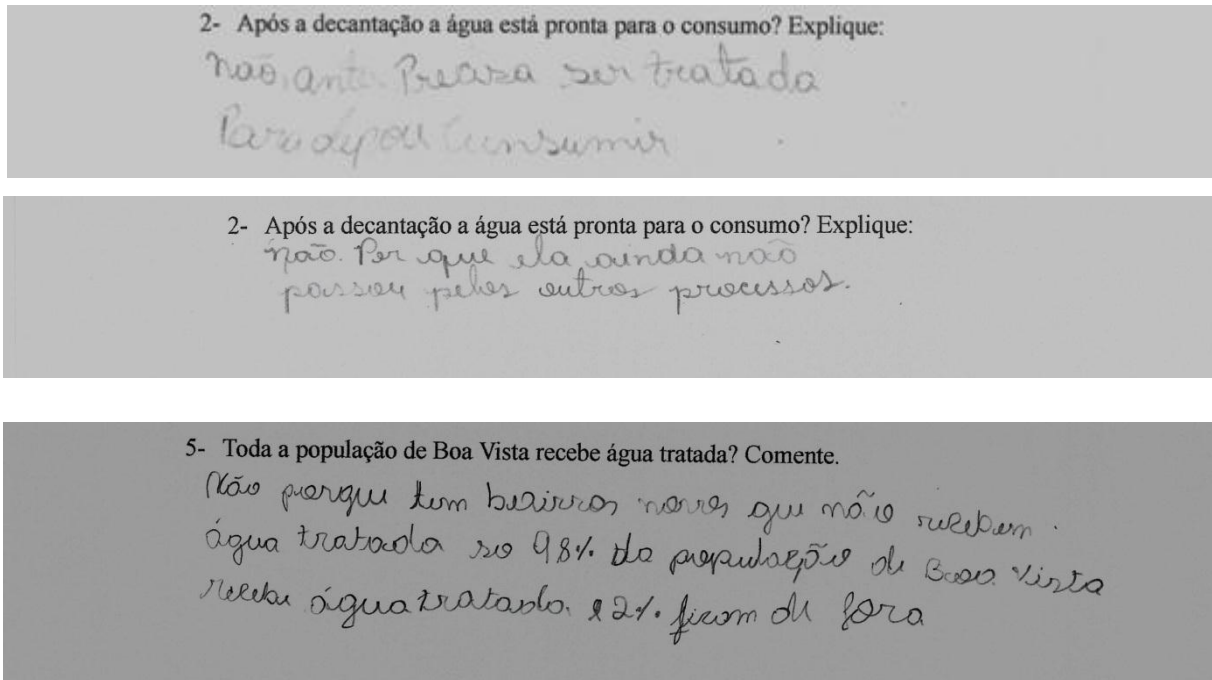 2- Após a decantação a água está pronta para o consumo? Explique:
não, ante Precisa ser tratada
Para depou Consumir
2- Após a decantação a água está pronta para o consumo? Explique:
não. Por que ela ainda não
passou pelos outros processos.
5- Toda a população de Boa Vista recebe água tratada? Comente.
Não porque tem bairros novos que não recebem.
água tratada so 98% da população de Boa Vista
recebe água tratada. e 2% ficam de fora